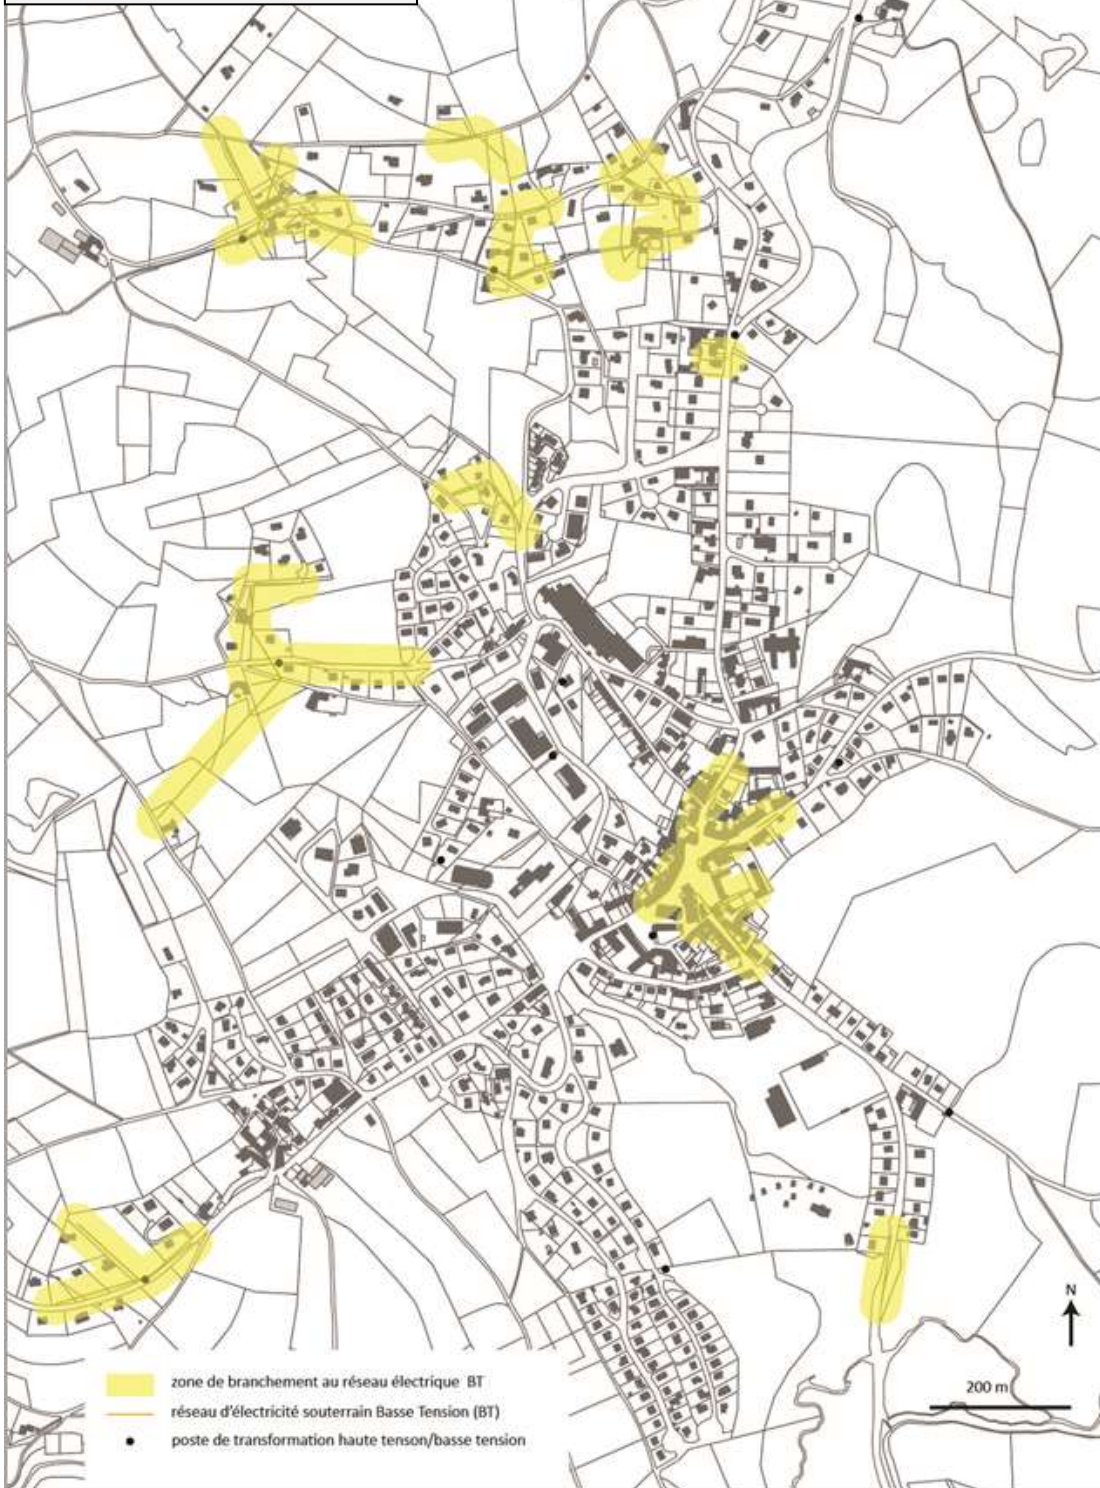 N
200 m
zone de branchement au réseau électrique BT
réseau d'électricité souterrain Basse Tension (BT)
poste de transformation haute tenson/basse tension